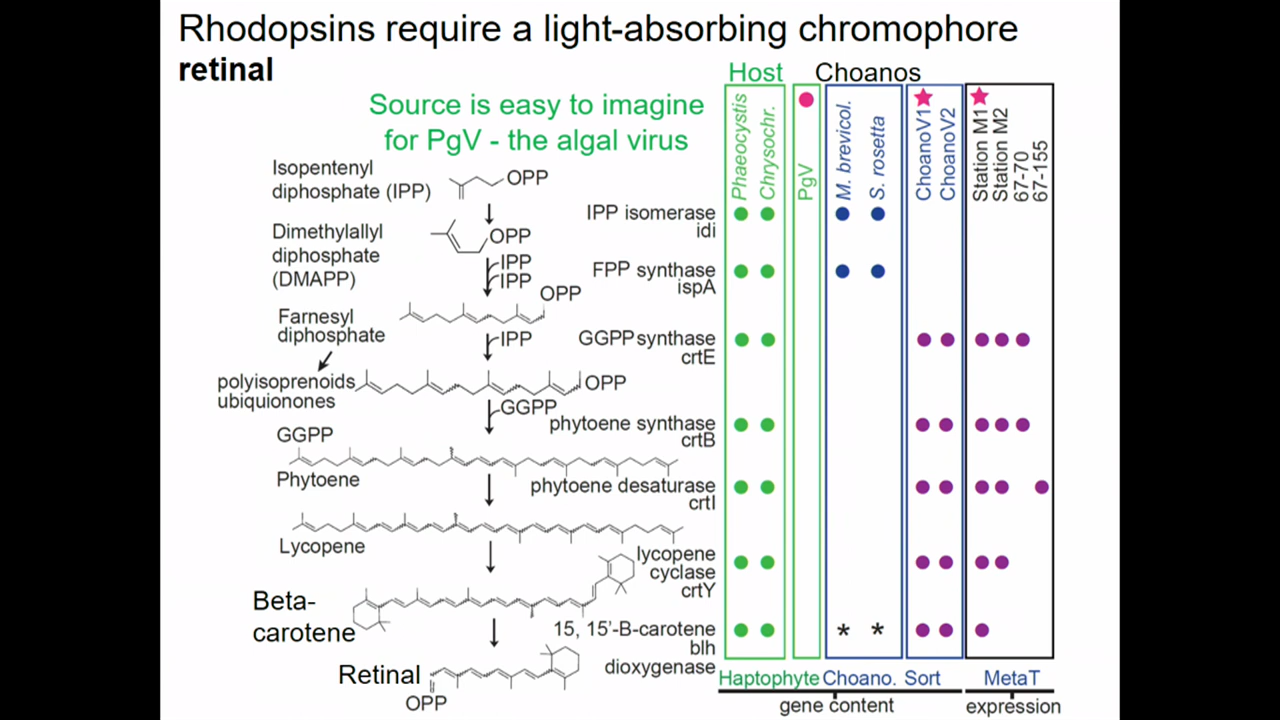 Rhodopsins require a light-absorbing chromophore
retinal
Source is easy to imagine
for PgV - the algal virus
Host
Choanos
Phaeocystis
Chrysochr.
PgV
M. brevicol.
S. rosetta
ChoanoV1
ChoanoV2
Station M1
Station M2
67-70
67-155
Isopentenyl
diphosphate (IPP)
OPP
IPP isomerase
idi
Dimethylallyl
diphosphate
(DMAPP)
OPP
IPP
IPP
FPP synthase
ispA
OPP
Farnesyl
diphosphate
IPP
GGPP synthase
crtE
polyisoprenoids
ubiquionones
OPP
GGPP
phytoene synthase
crtB
GGPP
Phytoene
phytoene desaturase
crtI
Lycopene
lycopene
cyclase
crtY
Beta-
carotene
15, 15'-B-carotene
blh
dioxygenase
* *
Retinal
OPP
Haptophyte
Choano.
Sort
MetaT
gene content
expression